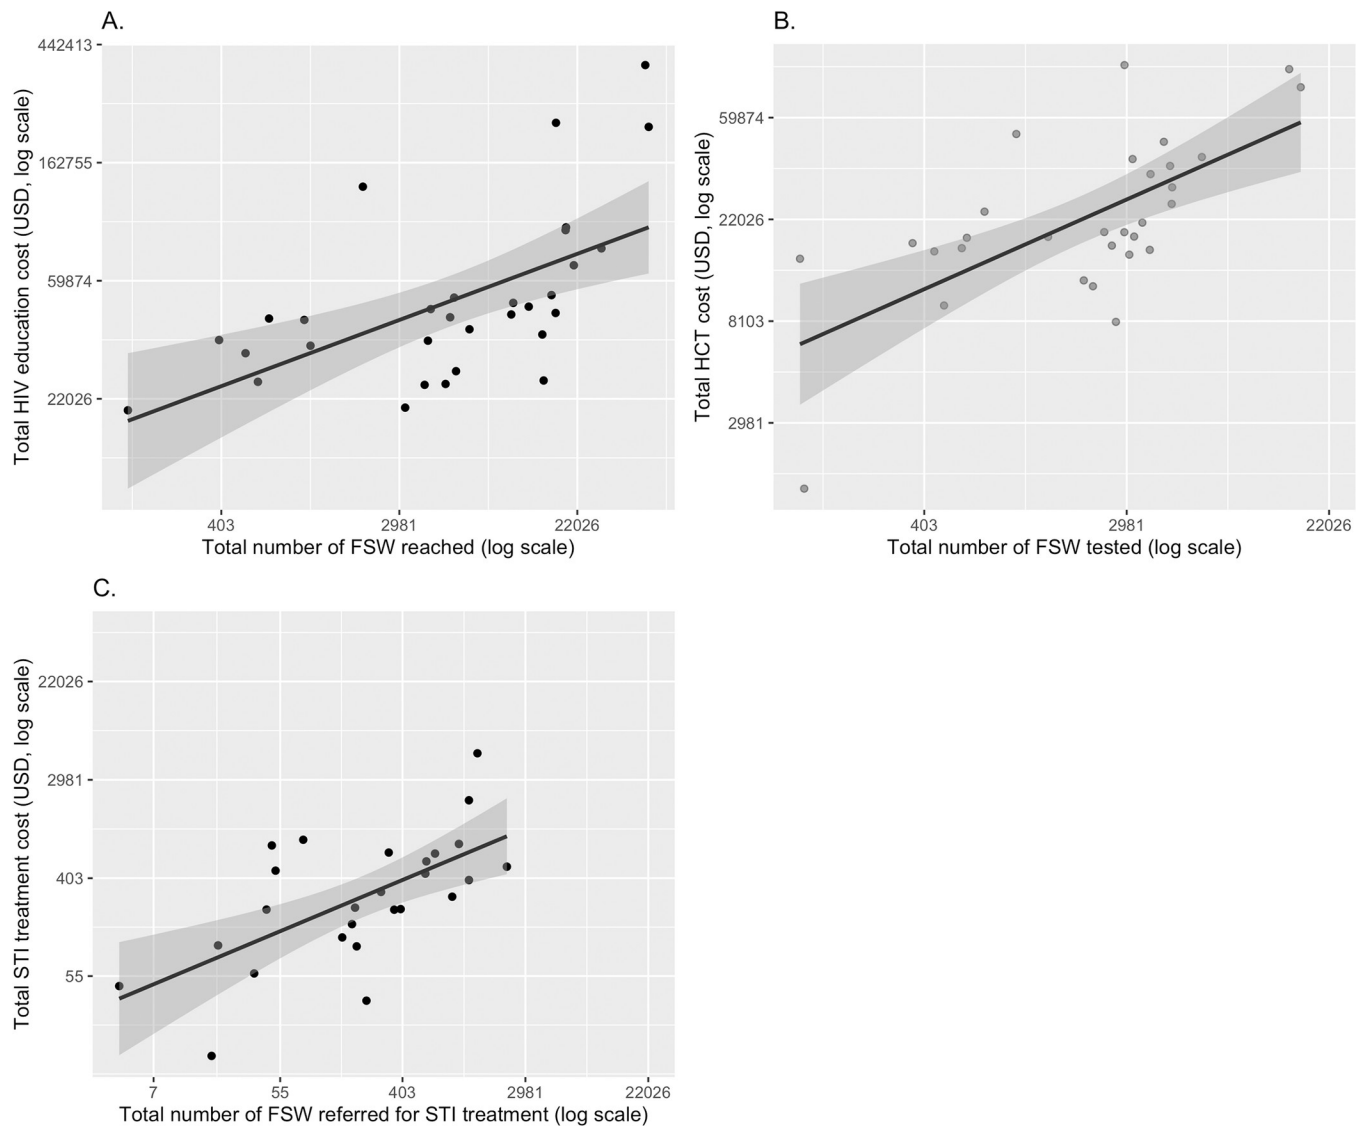 A.
442413
162755
59874
22026
Total HIV education cost (USD, log scale)
403
2981
22026
Total number of FSW reached (log scale)
B.
59874
22026
8103
2981
Total HCT cost (USD, log scale)
403
2981
22026
Total number of FSW tested (log scale)
C.
22026
2981
403
55
Total STI treatment cost (USD, log scale)
7
55
403
2981
22026
Total number of FSW referred for STI treatment (log scale)